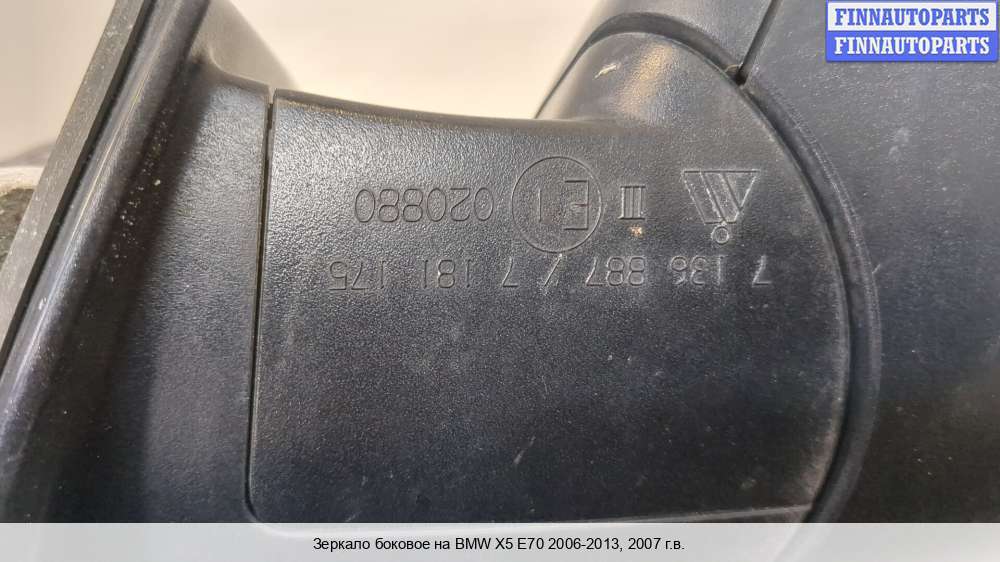 FINNAUTOPARTS
FINNAUTOPARTS
7 136 887 / 7 181 175
III E1 020880
Зеркало боковое на BMW X5 E70 2006-2013, 2007 г.в.